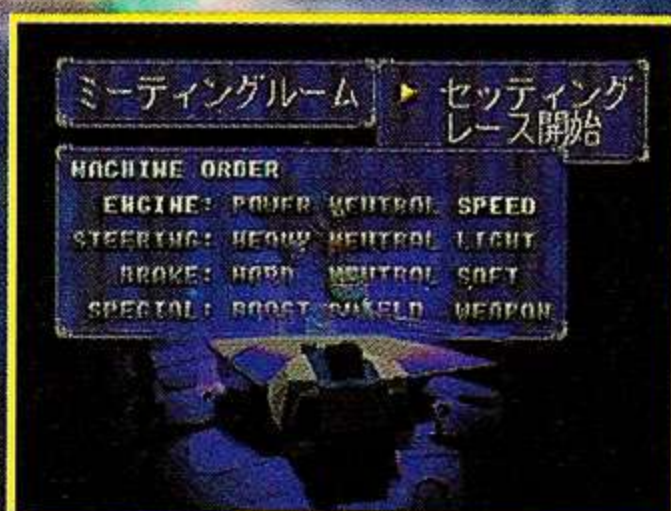 ミーティングルーム
▶ セッティング
レース開始
MACHINE ORDER
ENGINE: POWER NEUTRAL SPEED
STEERING: HEAVY NEUTRAL LIGHT
BRAKE: HARD NEUTRAL SOFT
SPECIAL: BOOST SHIELD WEAPON